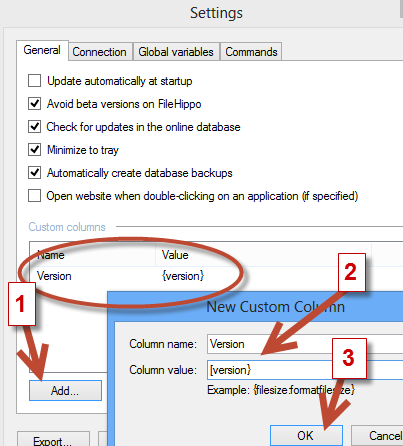 Settings
General Connection Global variables Commands
Update automatically at startup
Avoid beta versions on FileHippo
Check for updates in the online database
Minimize to tray
Automatically create database backups
Open website when double-clicking on an application (if specified)
Custom columns
Name Value
Version {version}
1
2
New Custom Column
Column name: Version
3
Column value: [version}
Example: {filesize:formatfilesize}
Add...
OK
Export...